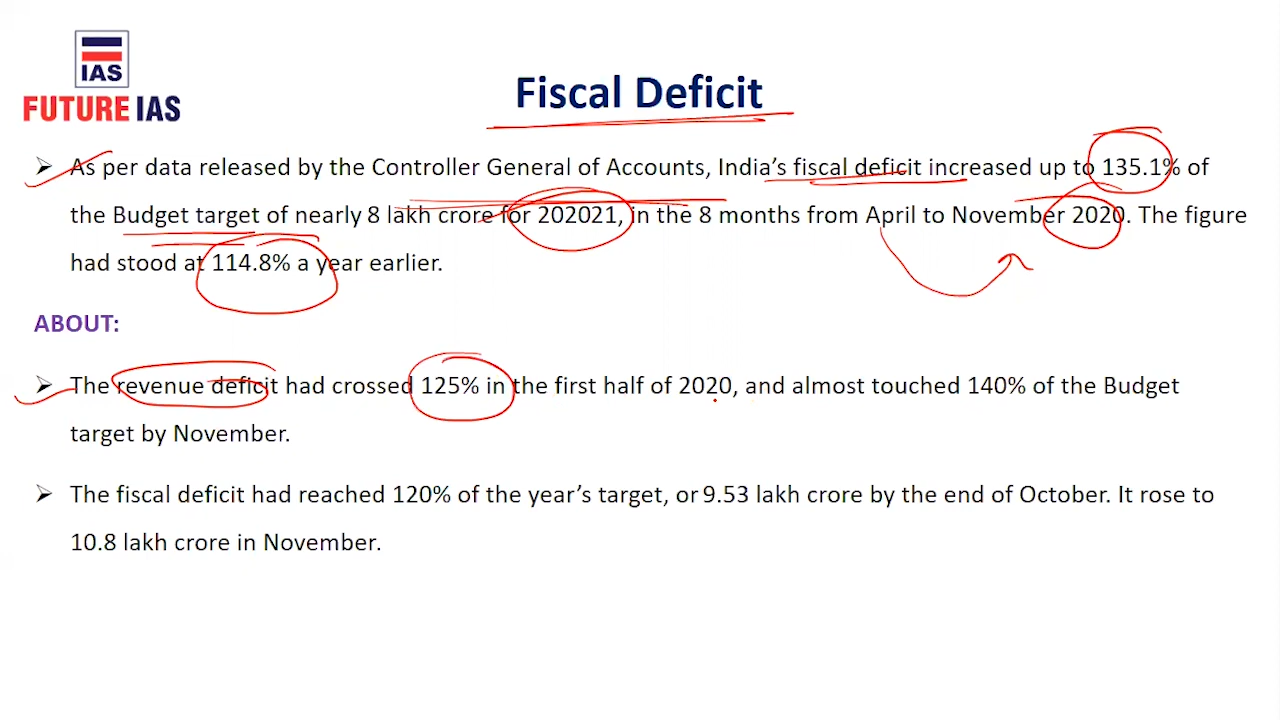 IAS
FUTURE IAS
Fiscal Deficit
➢ As per data released by the Controller General of Accounts, India’s fiscal deficit increased up to 135.1% of
the Budget target of nearly 8 lakh crore for 202021, in the 8 months from April to November 2020. The figure
had stood at 114.8% a year earlier.
ABOUT:
➢ The revenue deficit had crossed 125% in the first half of 2020, and almost touched 140% of the Budget
target by November.
➢ The fiscal deficit had reached 120% of the year’s target, or 9.53 lakh crore by the end of October. It rose to
10.8 lakh crore in November.